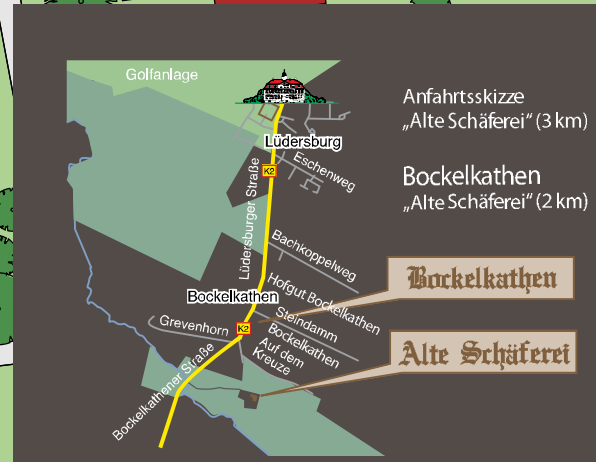 Golfanlage
Anfahrtsskizze
„Alte Schäferei“ (3 km)
Lüdersburg
K2
Eschenweg
Bockelkathen
„Alte Schäferei“ (2 km)
Lüdersburger Straße
Bachkoppelweg
Bockelkathen
Hofgut Bockelkathen
Bockelkathen
Steindamm
Grevenhorn
K2
Bockelkathen
Auf dem
Kreuze
Alte Schäferei
Bockelkathener Straße